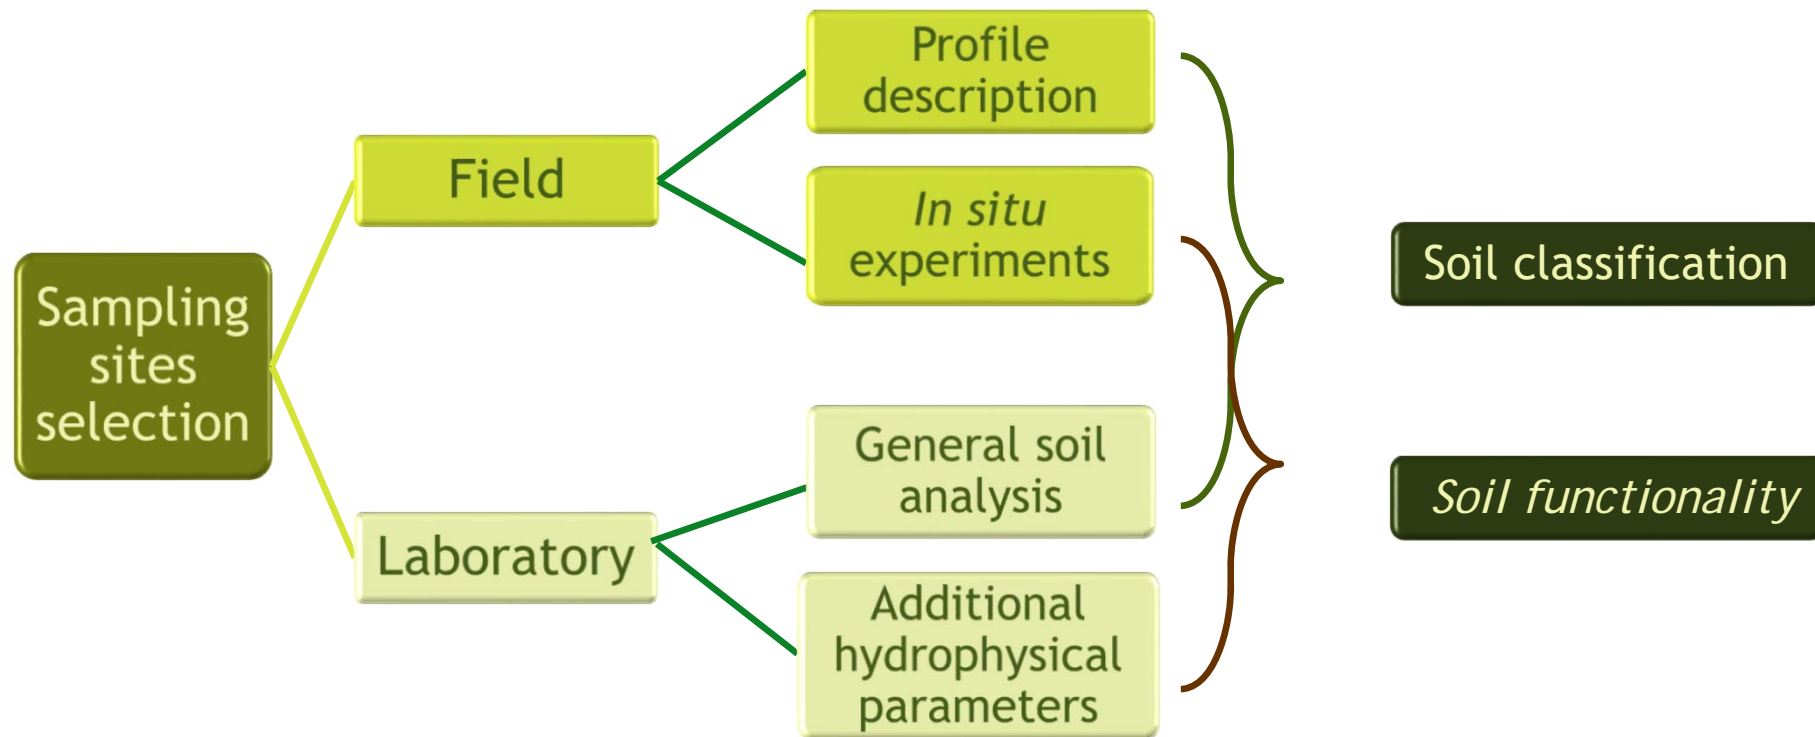 Sampling
sites
selection
Field
Laboratory
Profile
description
In situ
experiments
General soil
analysis
Additional
hydrophysical
parameters
Soil classification
Soil functionality